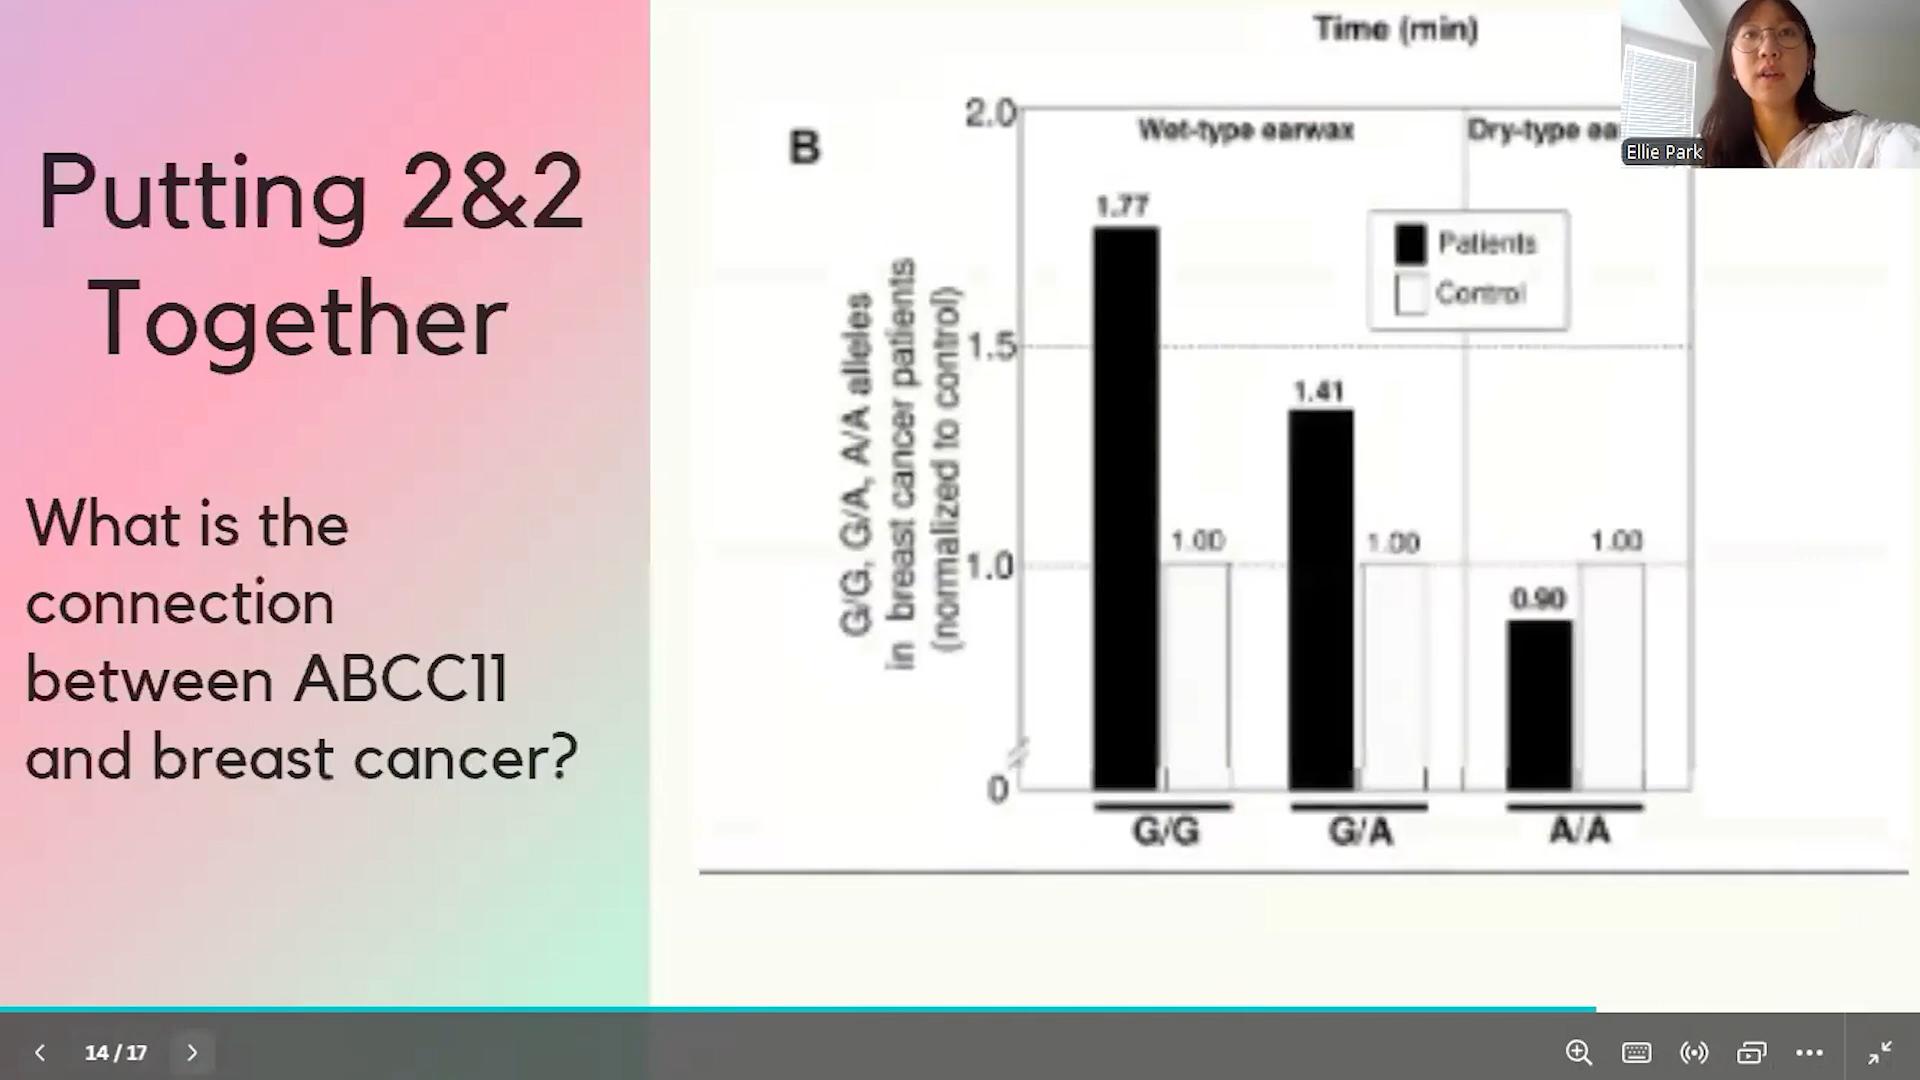 Putting 2&2
Together
What is the
connection
between ABCC11
and breast cancer?
Time (min)
B
G/G, G/A, A/A alleles
in breast cancer patients
(normalized to control)
2.0
1.5
1.0
0
Wet-type earwax
Dry-type ea
Patients
Control
1.77
1.00
1.41
1.00
0.90
1.00
G/G
G/A
A/A
Ellie Park
14 / 17